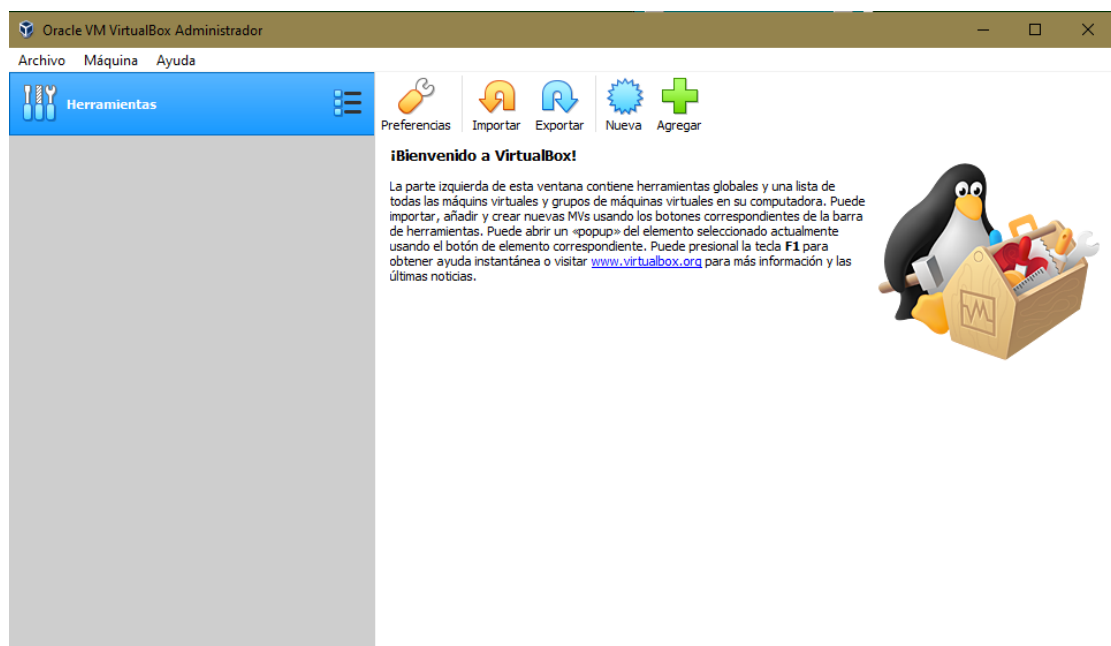 Oracle VM VirtualBox Administrador
Archivo Máquina Ayuda
Herramientas
Preferencias Importar Exportar Nueva Agregar
¡Bienvenido a VirtualBox!
La parte izquierda de esta ventana contiene herramientas globales y una lista de
todas las máquins virtuales y grupos de máquinas virtuales en su computadora. Puede
importar, añadir y crear nuevas MVs usando los botones correspondientes de la barra
de herramientas. Puede abrir un «popup» del elemento seleccionado actualmente
usando el botón de elemento correspondiente. Puede presional la tecla F1 para
obtener ayuda instantánea o visitar www.virtualbox.org para más información y las
últimas noticias.